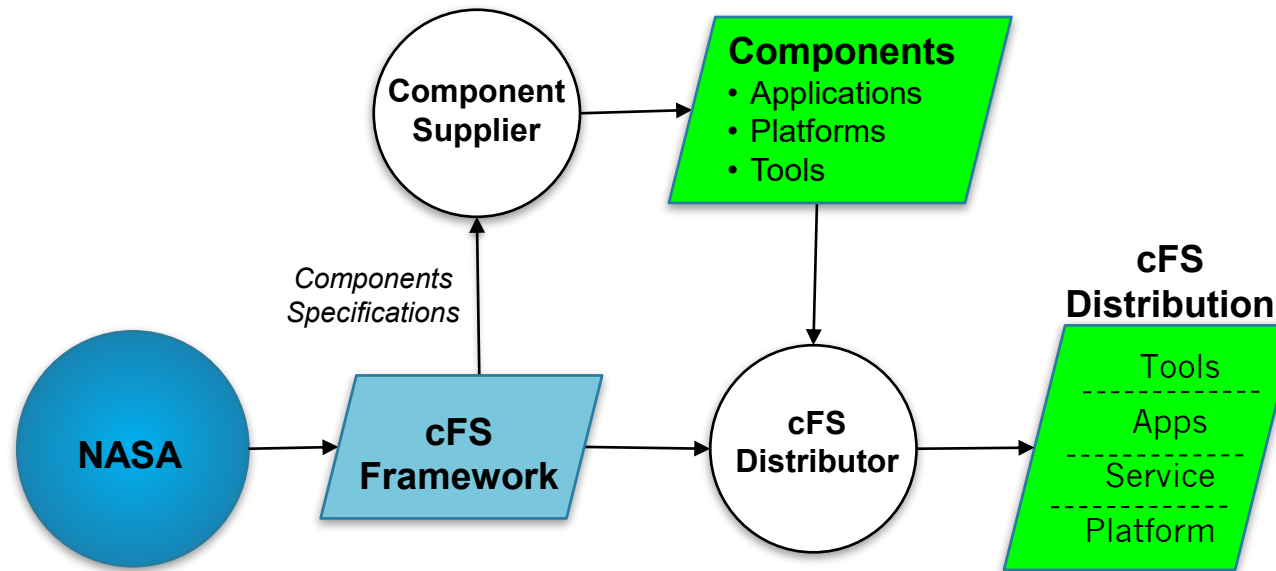 Component
Supplier
Components
• Applications
• Platforms
• Tools
Components
Specifications
cFS
Distribution
NASA
cFS
Framework
cFS
Distributor
Tools
Apps
Service
Platform